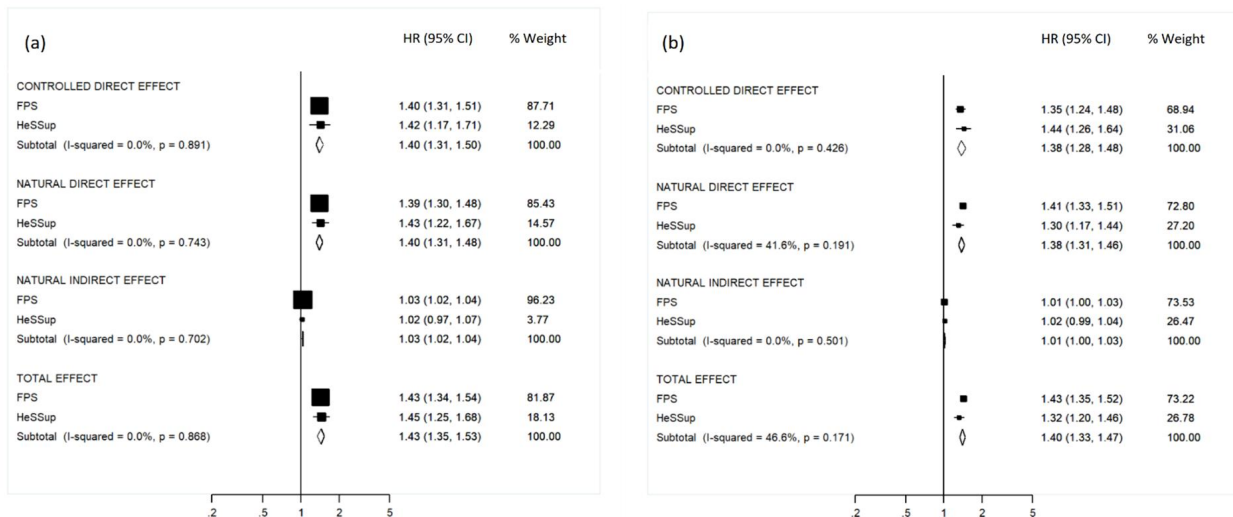 (a) HR (95% CI) % Weight
CONTROLLED DIRECT EFFECT
FPS 1.40 (1.31, 1.51) 87.71
HeSSup 1.42 (1.17, 1.71) 12.29
Subtotal (I-squared = 0.0%, p = 0.891) 1.40 (1.31, 1.50) 100.00
NATURAL DIRECT EFFECT
FPS 1.39 (1.30, 1.48) 85.43
HeSSup 1.43 (1.22, 1.67) 14.57
Subtotal (I-squared = 0.0%, p = 0.743) 1.40 (1.31, 1.48) 100.00
NATURAL INDIRECT EFFECT
FPS 1.03 (1.02, 1.04) 96.23
HeSSup 1.02 (0.97, 1.07) 3.77
Subtotal (I-squared = 0.0%, p = 0.702) 1.03 (1.02, 1.04) 100.00
TOTAL EFFECT
FPS 1.43 (1.34, 1.54) 81.87
HeSSup 1.45 (1.25, 1.68) 18.13
Subtotal (I-squared = 0.0%, p = 0.868) 1.43 (1.35, 1.53) 100.00
.2 .5 1 2 5
(b) HR (95% CI) % Weight
CONTROLLED DIRECT EFFECT
FPS 1.35 (1.24, 1.48) 68.94
HeSSup 1.44 (1.26, 1.64) 31.06
Subtotal (I-squared = 0.0%, p = 0.426) 1.38 (1.28, 1.48) 100.00
NATURAL DIRECT EFFECT
FPS 1.41 (1.33, 1.51) 72.80
HeSSup 1.30 (1.17, 1.44) 27.20
Subtotal (I-squared = 41.6%, p = 0.191) 1.38 (1.31, 1.46) 100.00
NATURAL INDIRECT EFFECT
FPS 1.01 (1.00, 1.03) 73.53
HeSSup 1.02 (0.99, 1.04) 26.47
Subtotal (I-squared = 0.0%, p = 0.501) 1.01 (1.00, 1.03) 100.00
TOTAL EFFECT
FPS 1.43 (1.35, 1.52) 73.22
HeSSup 1.32 (1.20, 1.46) 26.78
Subtotal (I-squared = 46.6%, p = 0.171) 1.40 (1.33, 1.47) 100.00
.2 .5 1 2 5